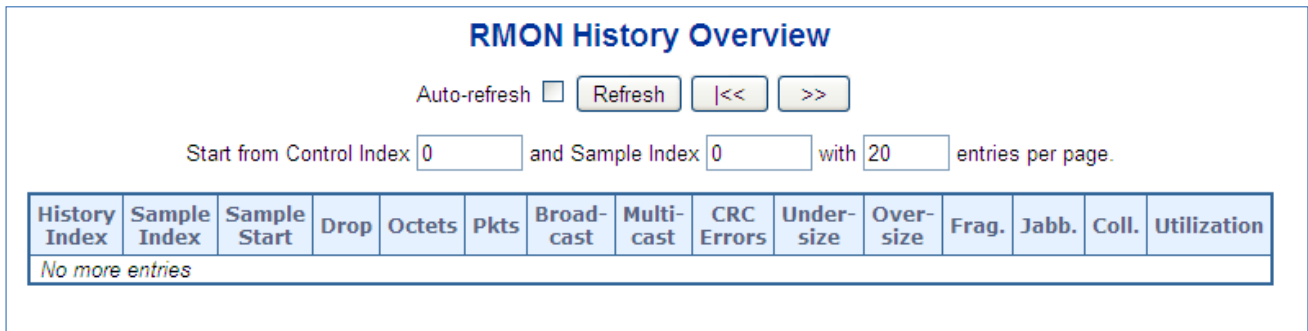 RMON History Overview
Auto-refresh Refresh |<< >>
Start from Control Index 0 and Sample Index 0 with 20 entries per page.
History Index Sample Index Sample Start Drop Octets Pkts Broad-cast Multi-cast CRC Errors Under-size Over-size Frag. Jabb. Coll. Utilization
No more entries